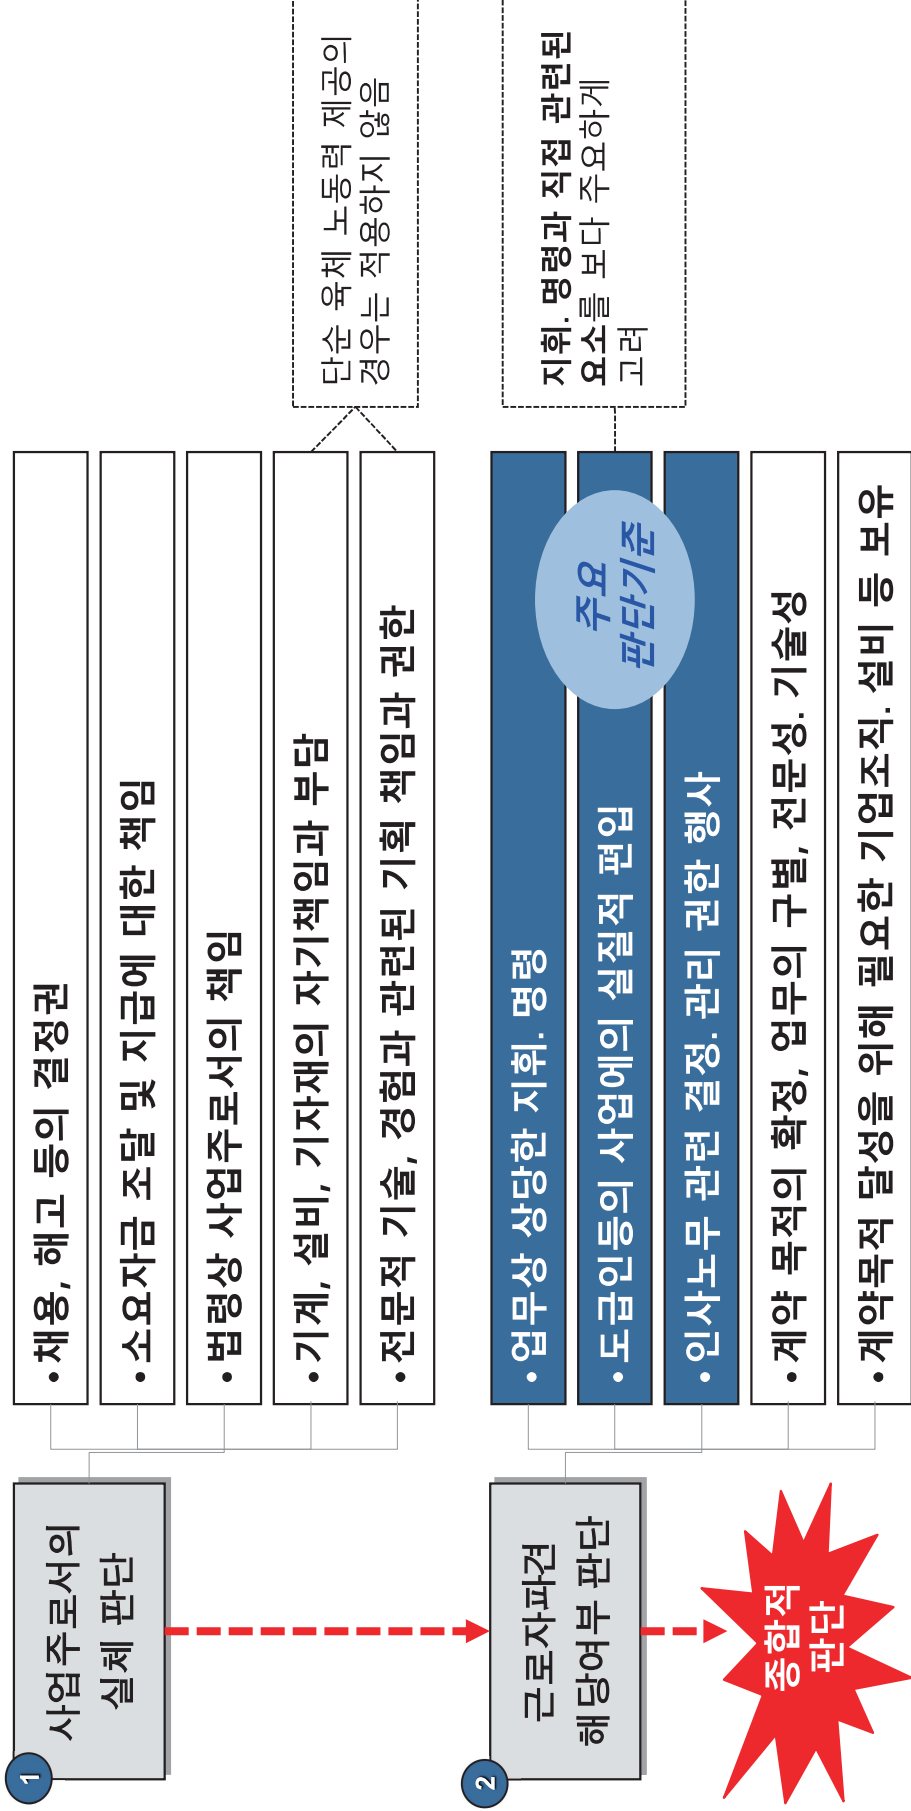 1
사업주로서의
실체 판단
• 채용, 해고 등의 결정권
• 소요자금 조달 및 지급에 대한 책임
• 법령상 사업주로서의 책임
• 기계, 설비, 기자재의 자기책임과 부담
• 전문적 기술, 경험과 관련된 기획 책임과 권한
단순 육체 노동력 제공의
경우는 적용하지 않음
2
근로자파견
해당여부 판단
• 업무상 상당한 지휘. 명령
• 도급인등의 사업에의 실질적 편입
• 인사노무 관련 결정. 관리 권한 행사
• 계약 목적의 확정, 업무의 구별, 전문성. 기술성
• 계약목적 달성을 위해 필요한 기업조직. 설비 등 보유
주요
판단기준
지휘. 명령과 직접 관련된
요소를 보다 주요하게
고려
종합적
판단